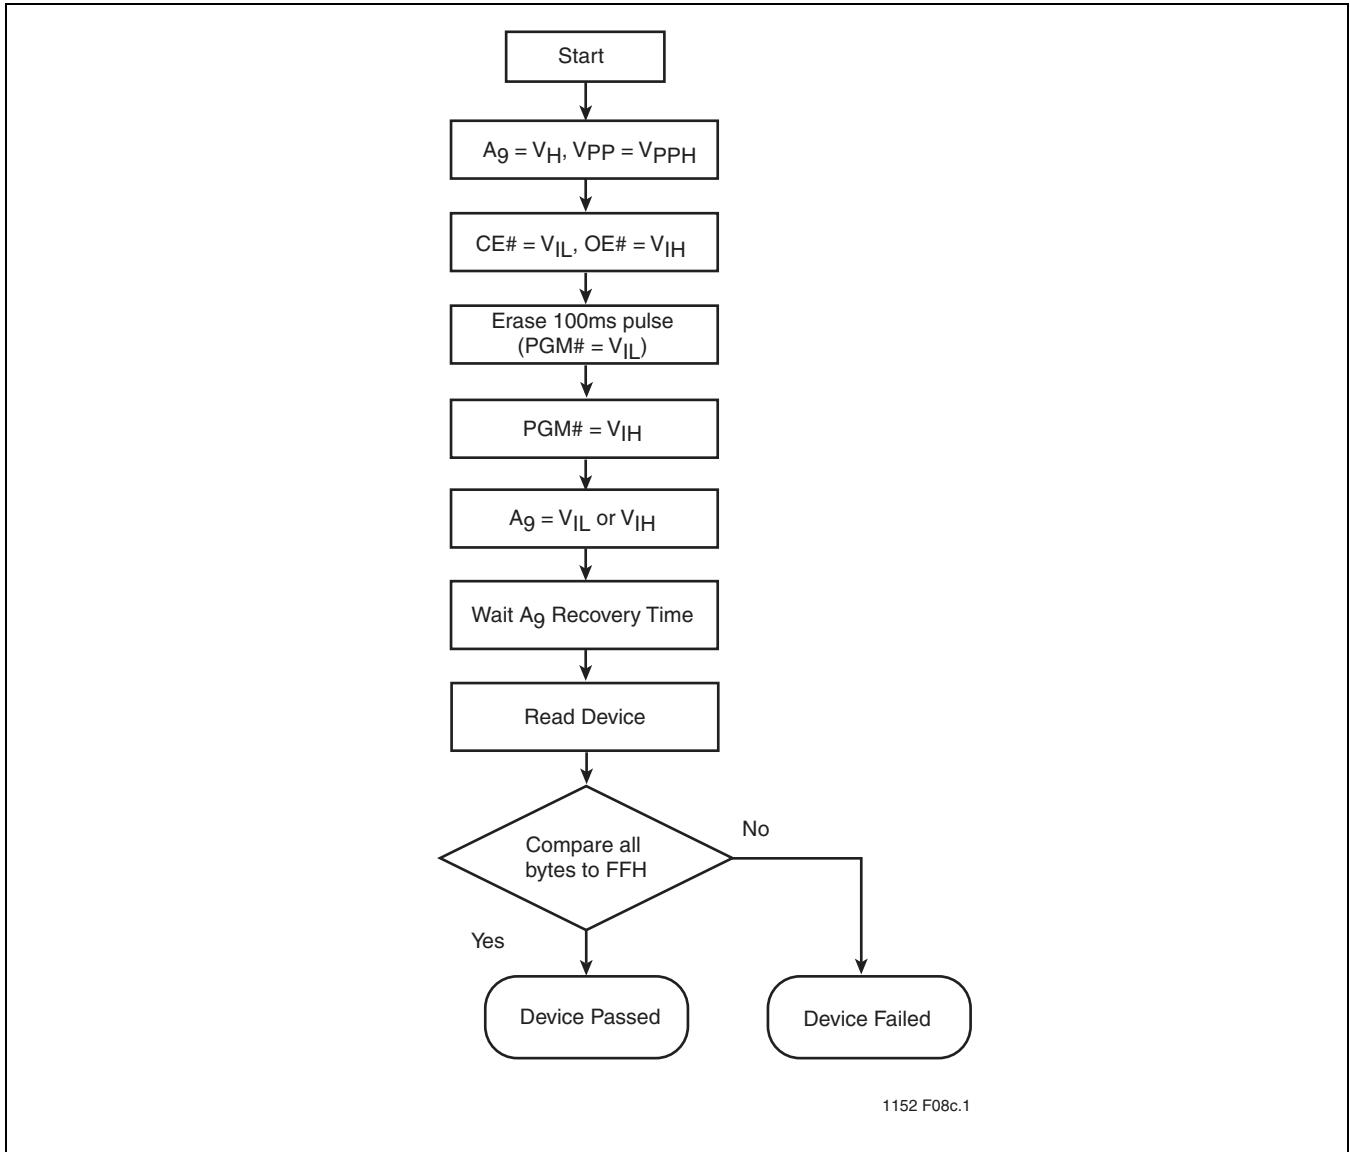 Start
A9 = VH, VPP = VPPH
CE# = VIL, OE# = VIH
Erase 100ms pulse
(PGM# = VIL)
PGM# = VIH
A9 = VIL or VIH
Wait A9 Recovery Time
Read Device
Compare all
bytes to FFH
No
Yes
Device Passed
Device Failed
1152 F08c.1